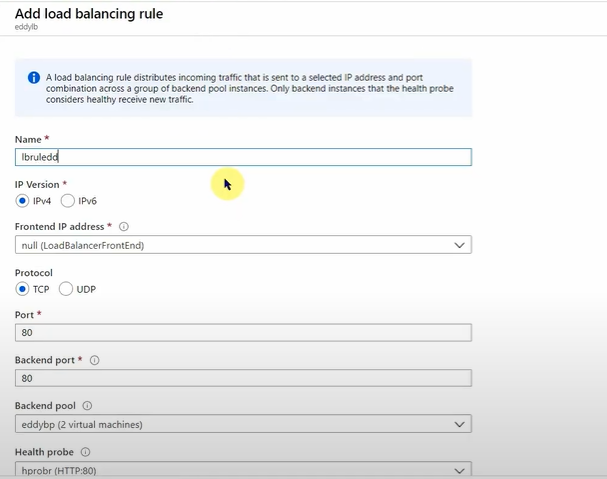 Add load balancing rule
eddylb
A load balancing rule distributes incoming traffic that is sent to a selected IP address and port
combination across a group of backend pool instances. Only backend instances that the health probe
considers healthy receive new traffic.
Name *
lbruledd
IP Version *
IPv4 IPv6
Frontend IP address *
null (LoadBalancerFrontEnd)
Protocol
TCP UDP
Port *
80
Backend port *
80
Backend pool
eddybp (2 virtual machines)
Health probe
hprobr (HTTP:80)